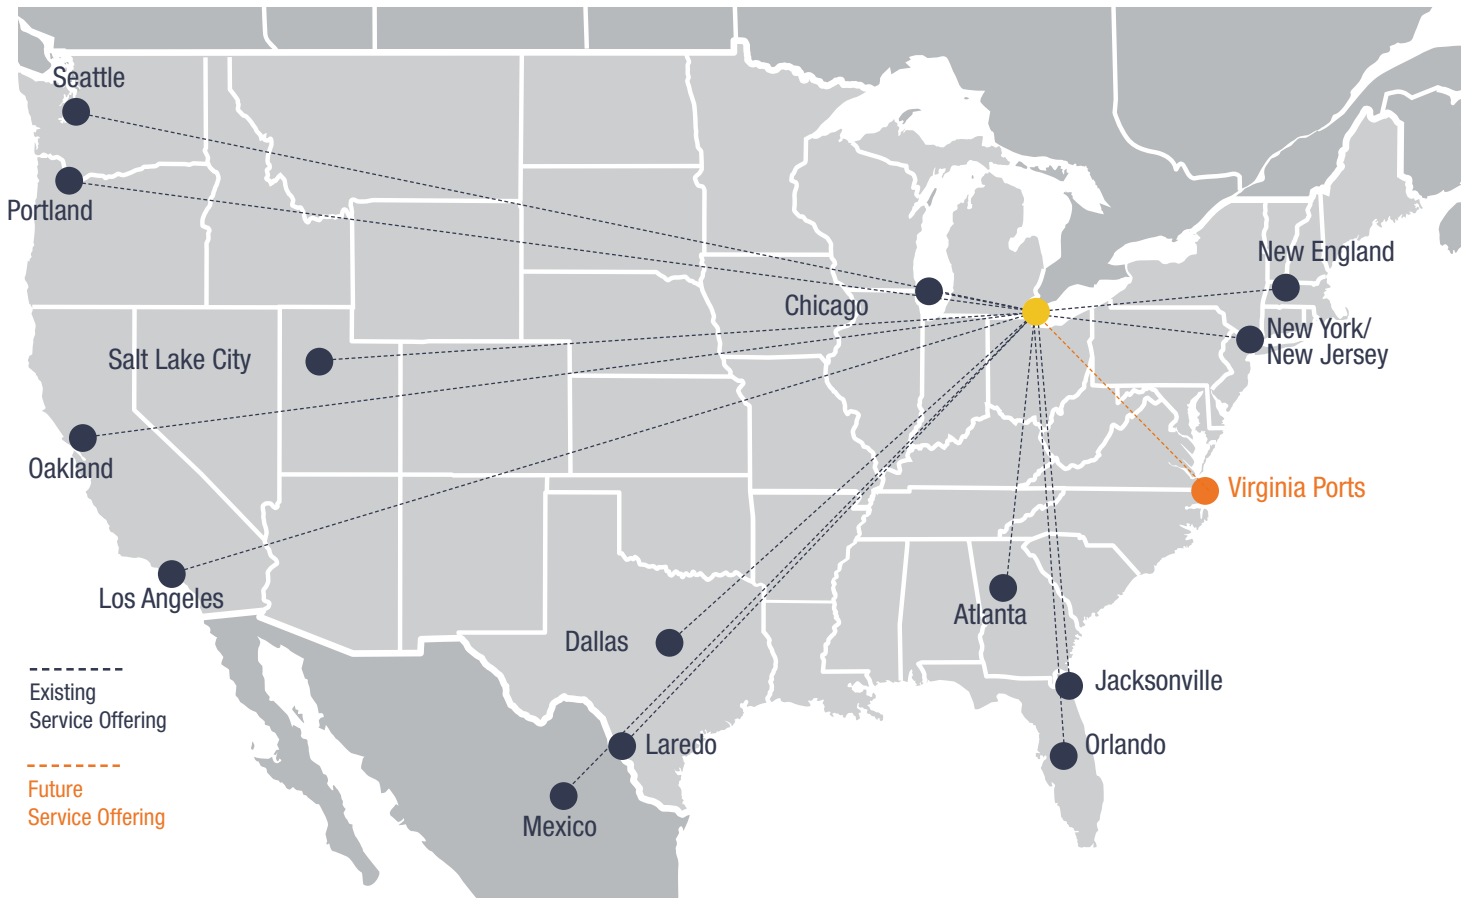 Seattle
Portland
New England
Chicago
New York/
New Jersey
Salt Lake City
Oakland
Virginia Ports
Los Angeles
Atlanta
Dallas
Jacksonville
Existing
Service Offering
Laredo
Orlando
Future
Service Offering
Mexico